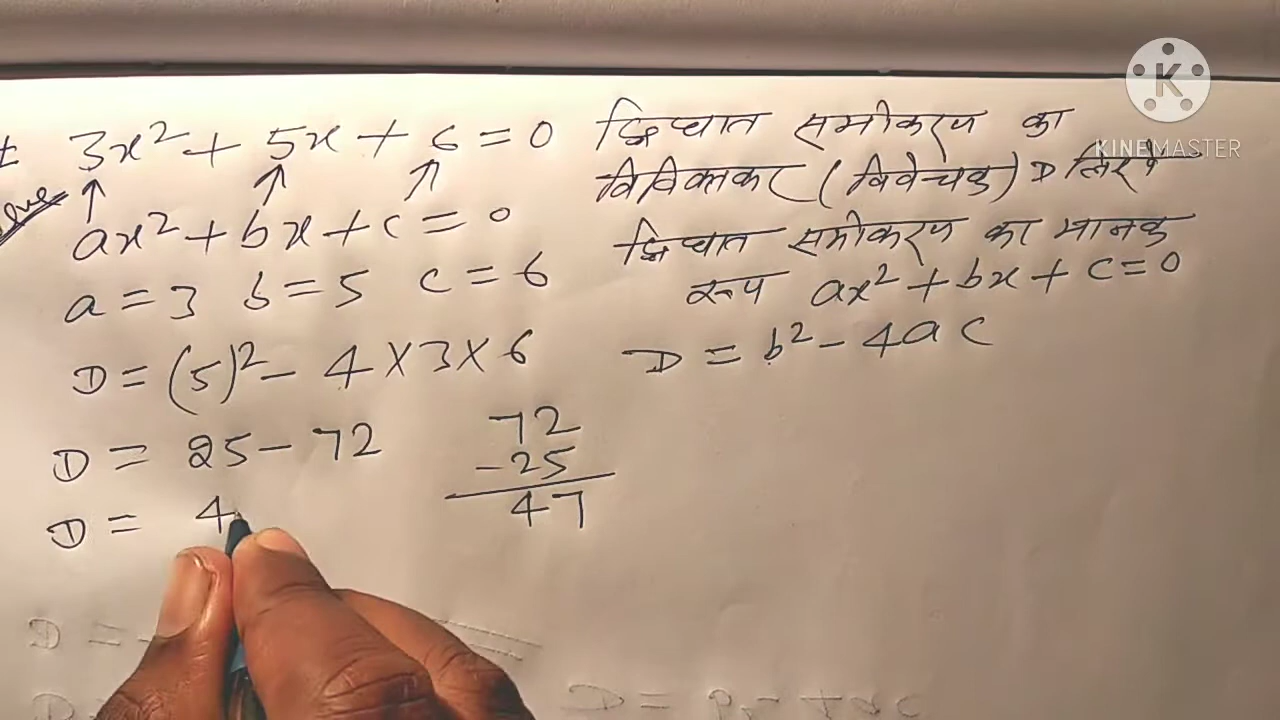 3x² + 5x + 6 = 0
ax² + bx + c = 0
a = 3 b = 5 c = 6
D = (5)² - 4 × 3 × 6
D = 25 - 72
D = 4
72
-25
47
द्विघात समीकरण का
विविक्तकर (विवेचक) D लिखे
द्विघात समीकरण का मानक
रूप ax² + bx + c = 0
D = b² - 4ac
K
KINEMASTER